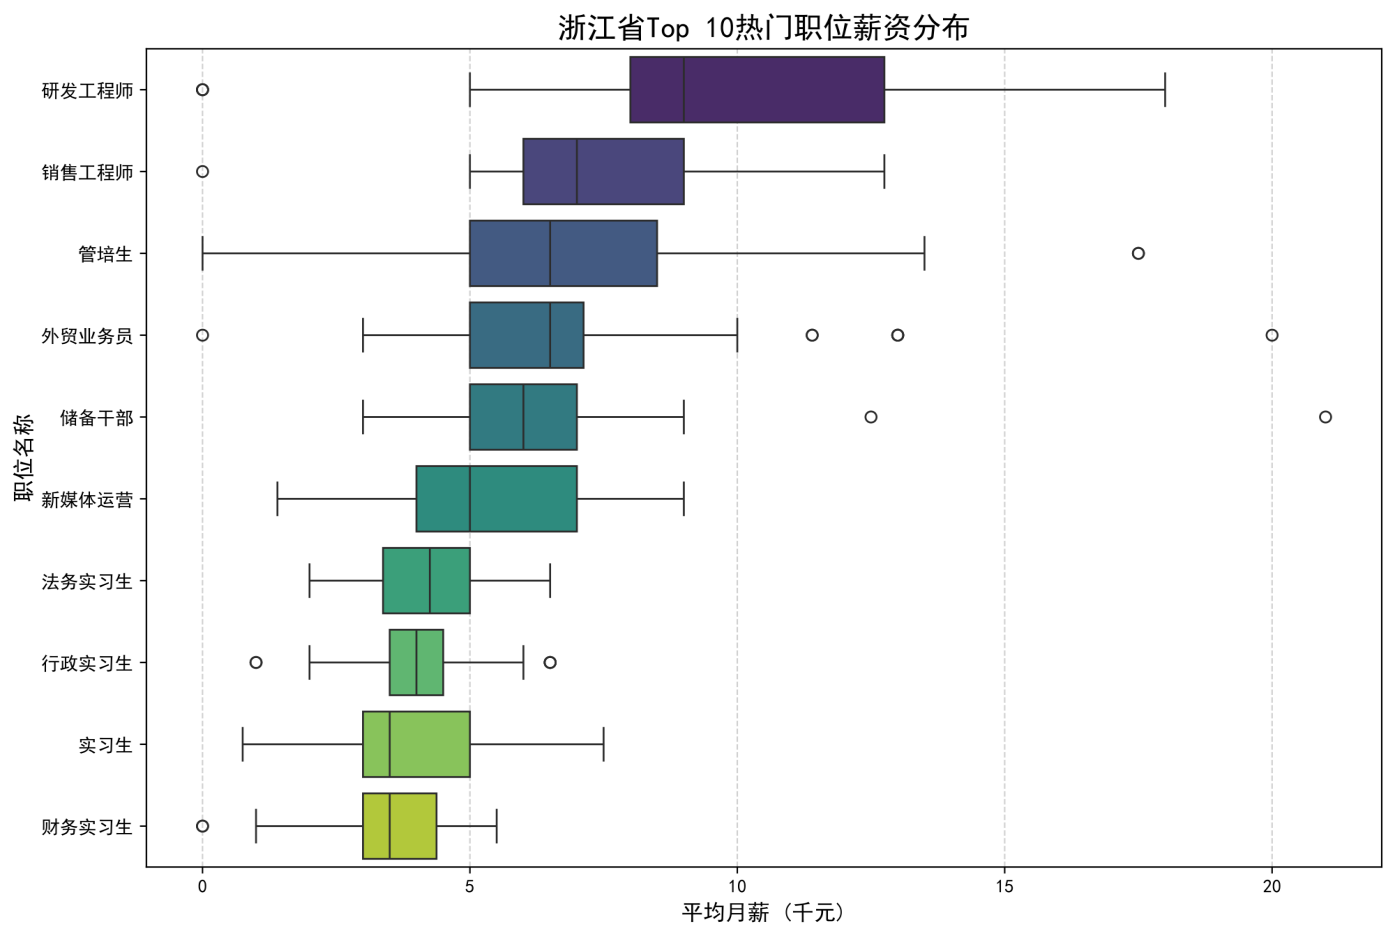 浙江省Top 10热门职位薪资分布
职位名称
研发工程师
销售工程师
管培生
外贸业务员
储备干部
新媒体运营
法务实习生
行政实习生
实习生
财务实习生
0 5 10 15 20
平均月薪 (千元)